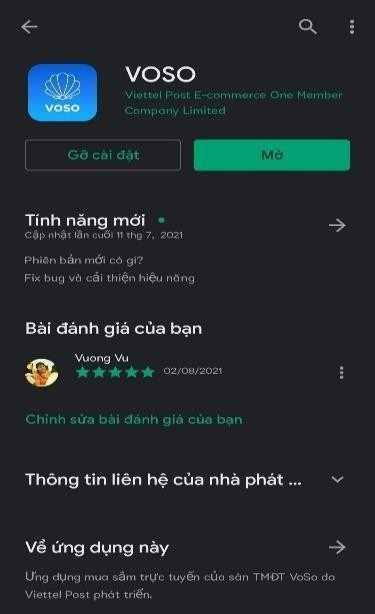 VOSO
VOSO
Viettel Post E-commerce One Member
Company Limited
Gỡ cài đặt
Mở
Tính năng mới
Cập nhật lần cuối 11 thg 7, 2021
Phiên bản mới có gì?
Fix bug và cải thiện hiệu năng
Bài đánh giá của bạn
Vuong Vu
02/08/2021
Chỉnh sửa bài đánh giá của bạn
Thông tin liên hệ của nhà phát ...
Về ứng dụng này
Ứng dụng mua sắm trực tuyến của sàn TMĐT VoSo do
Viettel Post phát triển.